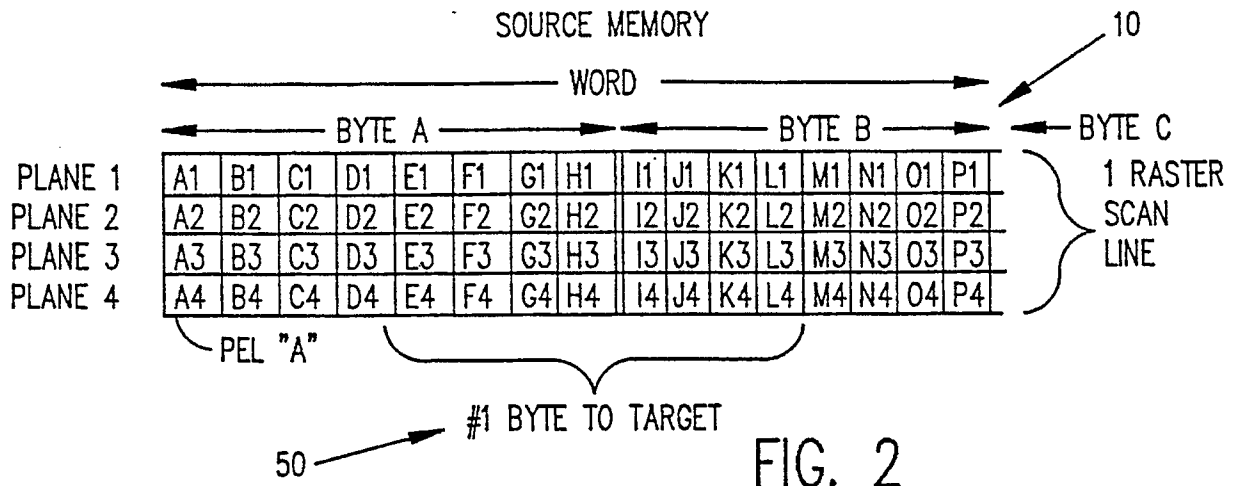 SOURCE MEMORY
10
WORD
BYTE A BYTE B BYTE C
PLANE 1 A1 B1 C1 D1 E1 F1 G1 H1 I1 J1 K1 L1 M1 N1 O1 P1 1 RASTER
PLANE 2 A2 B2 C2 D2 E2 F2 G2 H2 I2 J2 K2 L2 M2 N2 O2 P2 SCAN
PLANE 3 A3 B3 C3 D3 E3 F3 G3 H3 I3 J3 K3 L3 M3 N3 O3 P3 LINE
PLANE 4 A4 B4 C4 D4 E4 F4 G4 H4 I4 J4 K4 L4 M4 N4 O4 P4
PEL "A"
#1 BYTE TO TARGET
50
FIG. 2